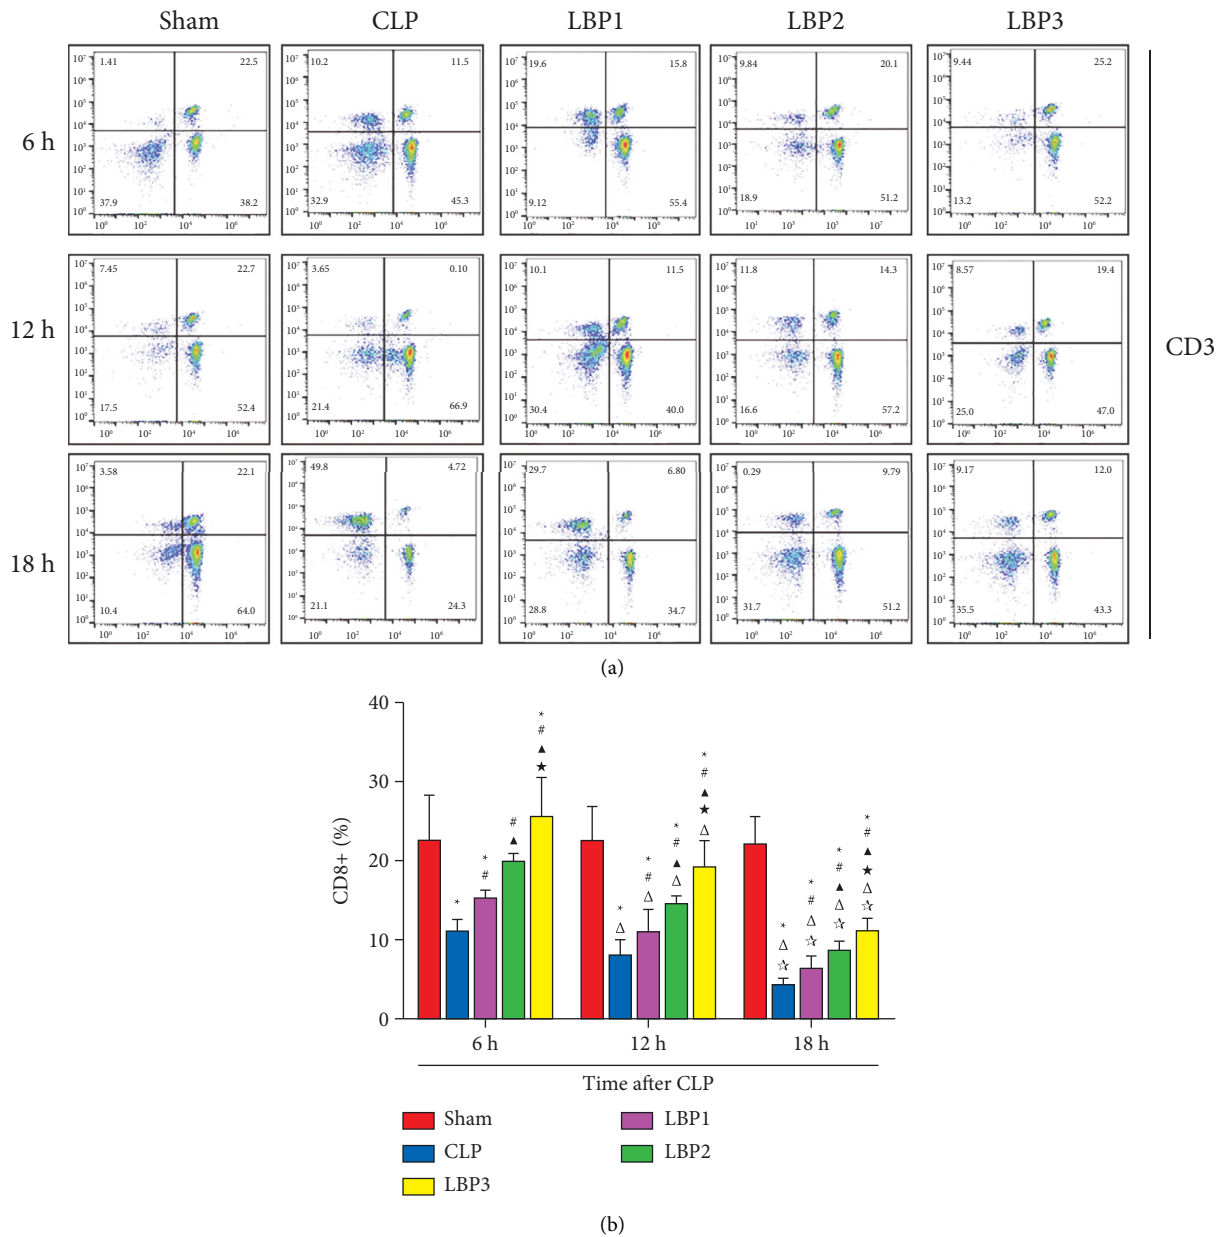 Sham CLP LBP1 LBP2 LBP3
6 h
1.41 22.5 37.9 38.2
10.2 11.5 32.9 45.3
19.6 15.8 9.12 55.4
9.84 20.1 18.9 51.2
9.44 25.2 13.2 52.2
12 h
7.45 22.7 17.5 52.4
3.65 0.10 21.4 66.9
10.1 11.5 30.4 40.0
11.8 14.3 16.6 57.2
8.57 19.4 25.0 47.0
CD3
18 h
3.58 22.1 10.4 64.0
49.8 4.72 21.1 24.3
29.7 6.80 28.8 34.7
0.29 9.79 31.7 51.2
9.17 12.0 35.5 43.3
(a)
CD8+ (%)
40
30
20
10
0
6 h 12 h 18 h
Time after CLP
Sham LBP1
CLP LBP2
LBP3
(b)